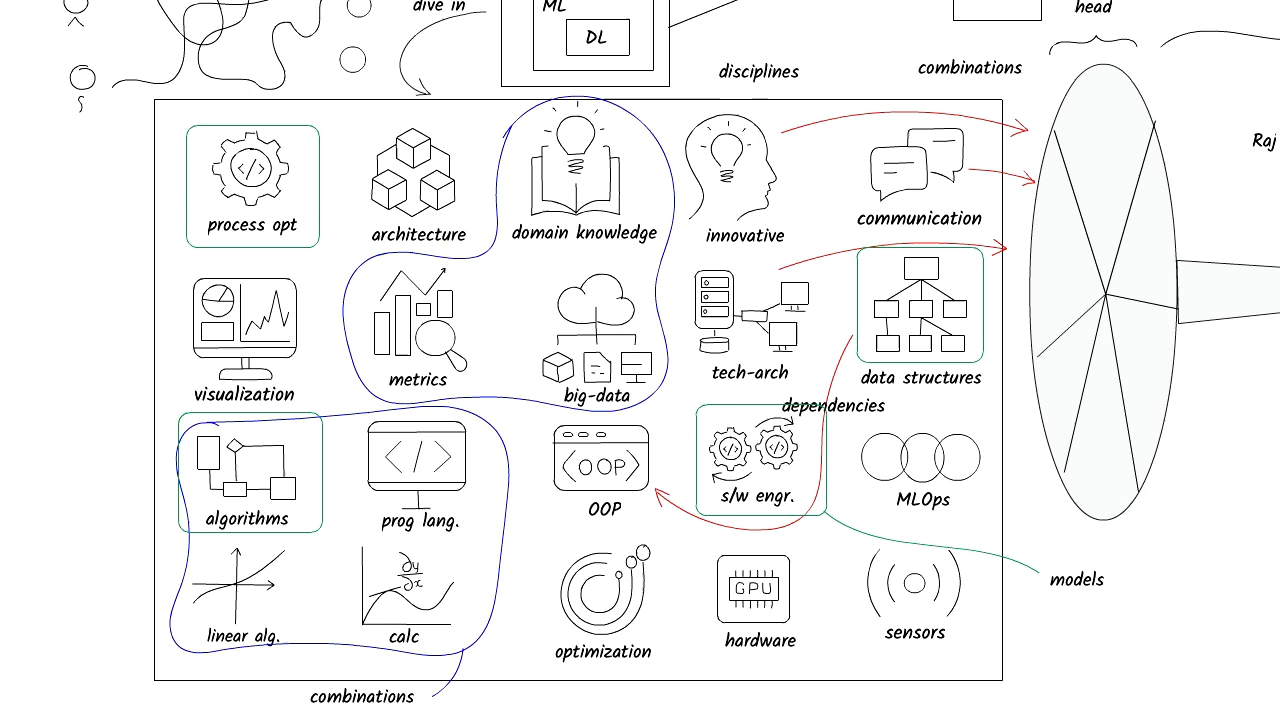 dive in
ML
head
DL
disciplines
combinations
Raj
process opt
architecture
domain knowledge
innovative
communication
visualization
metrics
big-data
tech-arch
data structures
dependencies
algorithms
prog lang.
OOP
OOP
s/w engr.
MLOps
models
∂y
∂x
GPU
linear alg.
calc
optimization
hardware
sensors
combinations